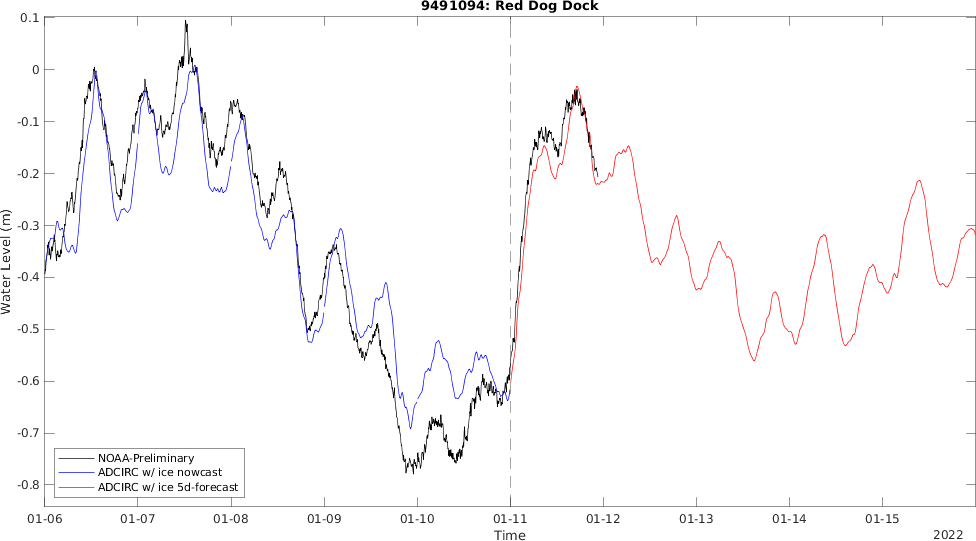 9491094: Red Dog Dock
0.1
0
-0.1
-0.2
-0.3
-0.4
-0.5
-0.6
-0.7
-0.8
Water Level (m)
NOAA-Preliminary
ADCIRC w/ ice nowcast
ADCIRC w/ ice 5d-forecast
01-06 01-07 01-08 01-09 01-10 01-11 01-12 01-13 01-14 01-15
Time
2022